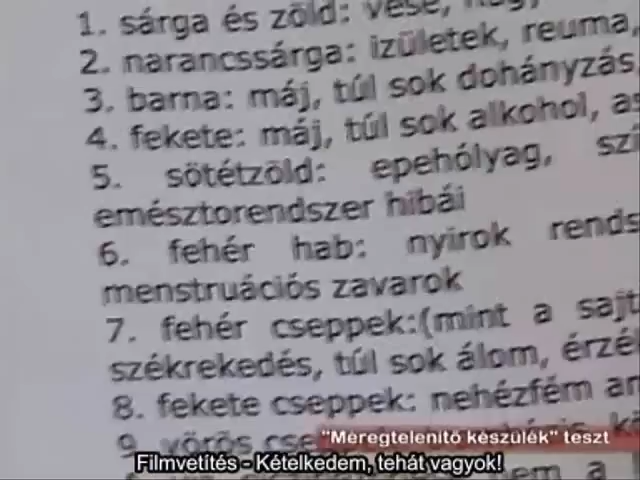 1. sárga és zöld: vese,
2. narancssárga: izületek, reuma,
3. barna: máj, túl sok dohányzás,
4. fekete: máj, túl sok alkohol,
5. sötétzöld: epehólyag,
emésztorendszer hibái
6. fehér hab: nyirok
menstruációs zavarok
7. fehér cseppek:(mint a
székrekedés, túl sok álom,
8. fekete cseppek: nehézfém
9. vörös
"Méregtelenítő készülék" teszt
Filmvetítés - Kételkedem, tehát vagyok!